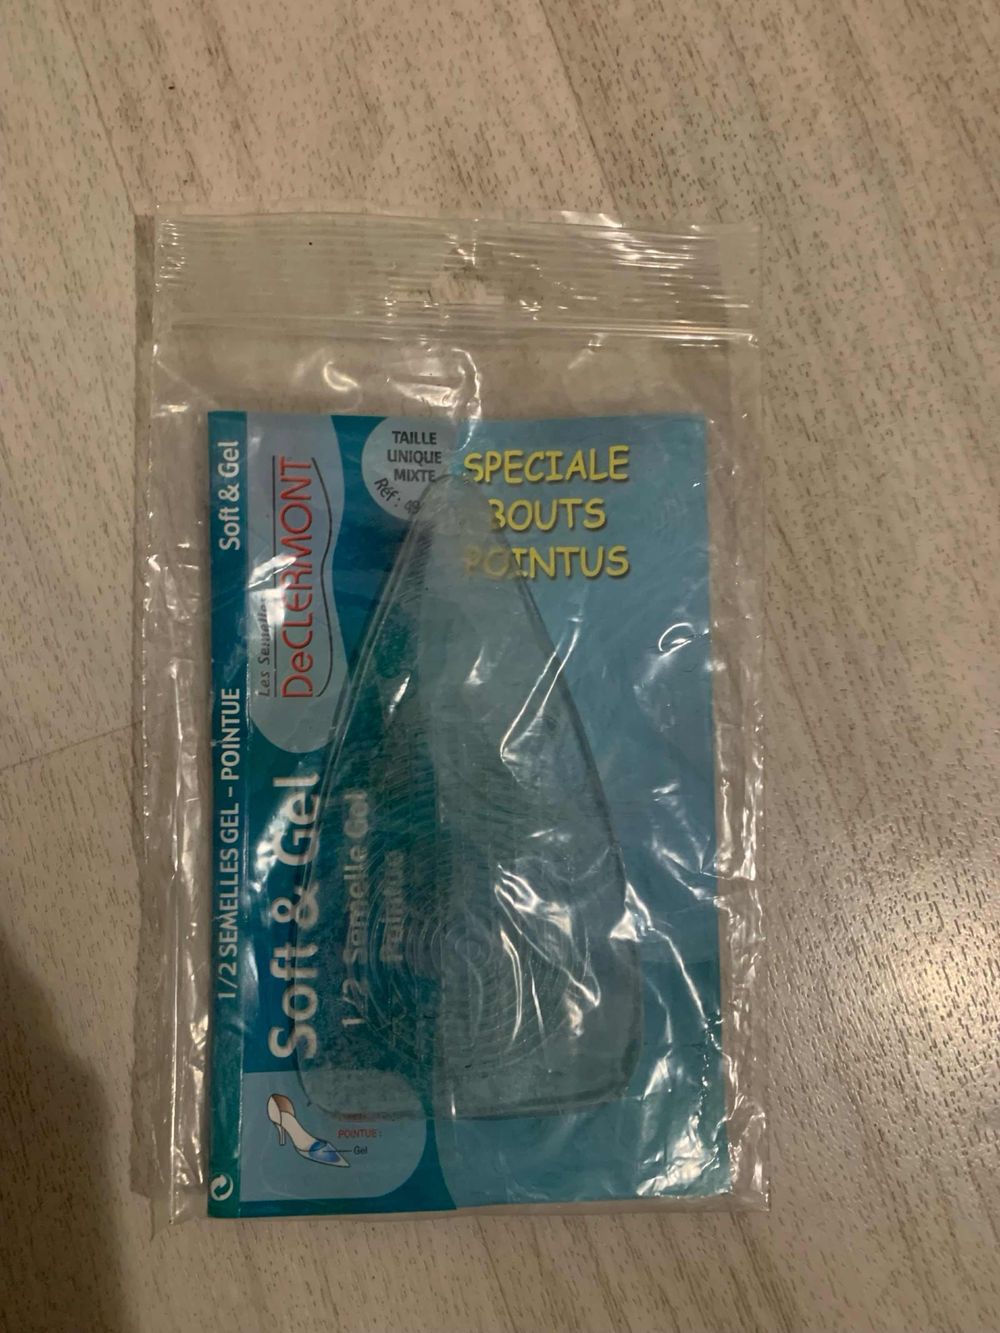 TAILLE
UNIQUE
MIXTE
Réf:
SPECIALE
BOUTS
POINTUS
Soft & Gel
1/2 SEMELLES GEL - POINTUE
Les Semelles
DeCLERMONT
Soft & Gel
1/2 Semelle Gel
Pointue
POINTUE :
Gel